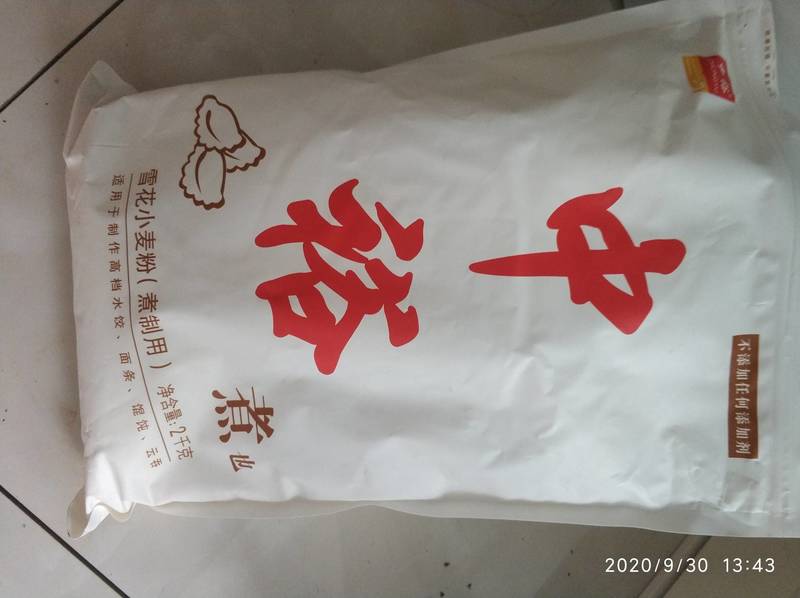 中裕
不添加任何添加剂
煮也
雪花小麦粉(煮制用) 净含量:2千克
适用于制作高档水饺、面条、馄饨、云吞
2020/9/30 13:43